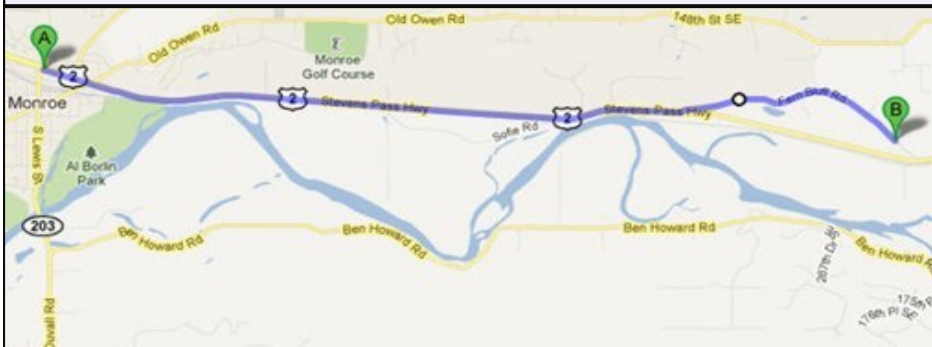 Old Owen Rd
148th St SE
A
Old Owen Rd
Monroe
Golf Course
2
Monroe
2
Stevens Pass Hwy
2
Stevens Pass Hwy
Fern Bluff Rd
B
Sofie Rd
S Lewis St
Al Borlin
Park
203
Ben Howard Rd
Ben Howard Rd
Ben Howard Rd
267th Dr SE
Ben Howard Rd
175th P
176th Pl SE
Duvall Rd